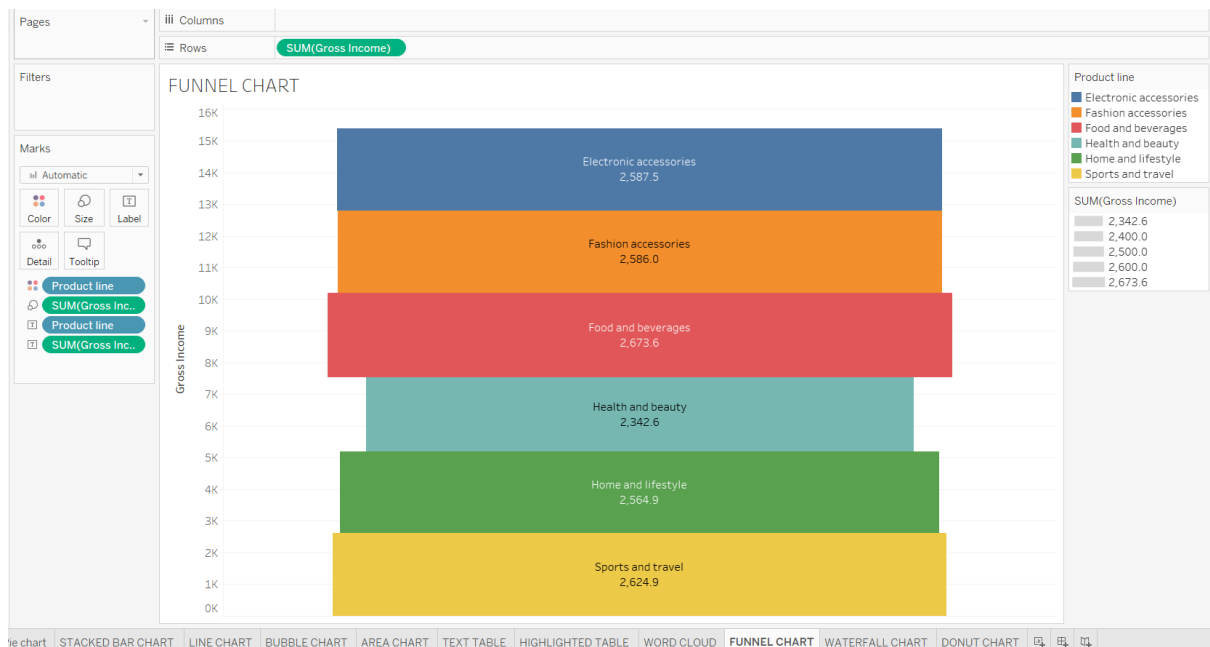 Pages
iii Columns
Rows
SUM(Gross Income)
Filters
Marks
Automatic
Color
Size
Label
Detail
Tooltip
Product line
SUM(Gross Inc..
Product line
SUM(Gross Inc..
FUNNEL CHART
Gross Income
16K
15K
14K
13K
12K
11K
10K
9K
8K
7K
6K
5K
4K
3K
2K
1K
0K
Electronic accessories
2,587.5
Fashion accessories
2,586.0
Food and beverages
2,673.6
Health and beauty
2,342.6
Home and lifestyle
2,564.9
Sports and travel
2,624.9
Product line
Electronic accessories
Fashion accessories
Food and beverages
Health and beauty
Home and lifestyle
Sports and travel
SUM(Gross Income)
2,342.6
2,400.0
2,500.0
2,600.0
2,673.6
ie chart STACKED BAR CHART LINE CHART BUBBLE CHART AREA CHART TEXT TABLE HIGHLIGHTED TABLE WORD CLOUD FUNNEL CHART WATERFALL CHART DONUT CHART